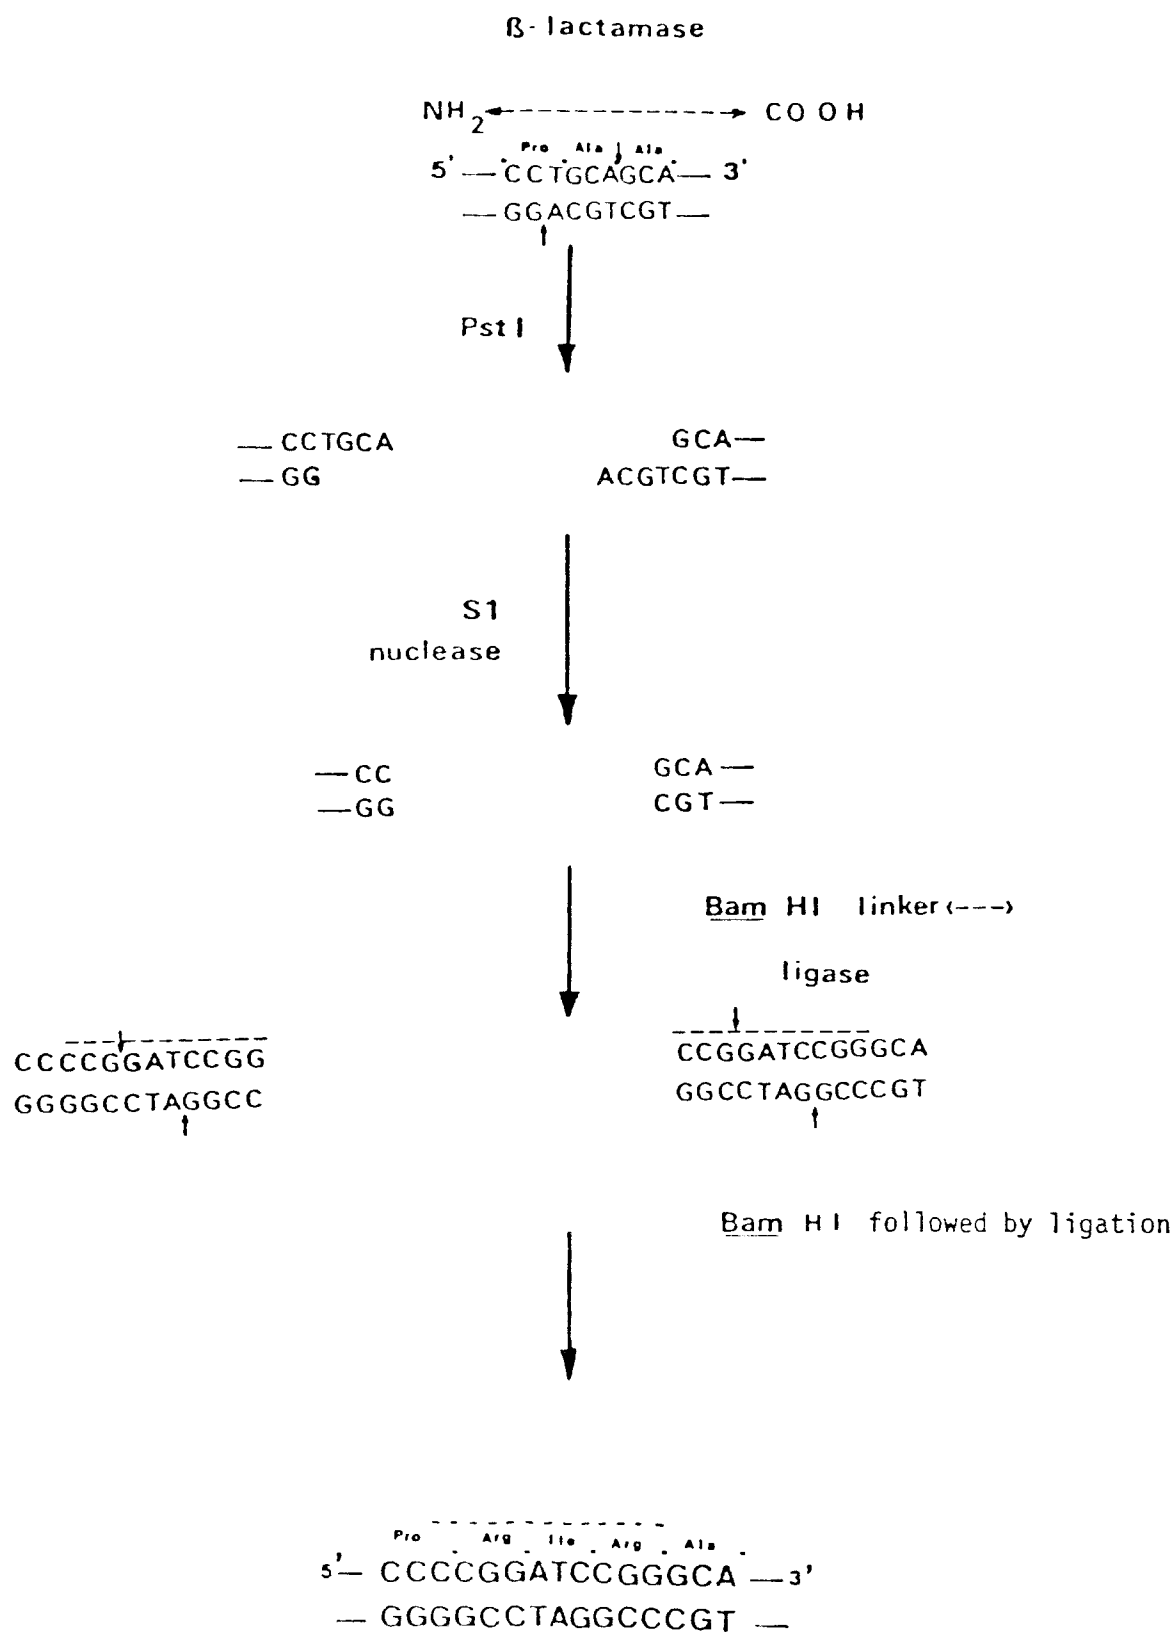 ß-lactamase
NH2 <-------------> COOH
Pro Ala Ala
5' — CCTGCAGCA — 3'
— GGACGTCGT —
Pst I
— CCTGCA GCA —
— GG ACGTCGT —
S1
nuclease
— CC GCA —
— GG CGT —
Bam HI linker <--->
ligase
CCCCGGATCCGG CCGGATCCGGGCA
GGGGCCTAGGCC GGCCTAGGCCCGT
Bam HI followed by ligation
Pro Arg Ile Arg Ala
5' — CCCCGGATCCGGGCA — 3'
— GGGGCCTAGGCCCGT —